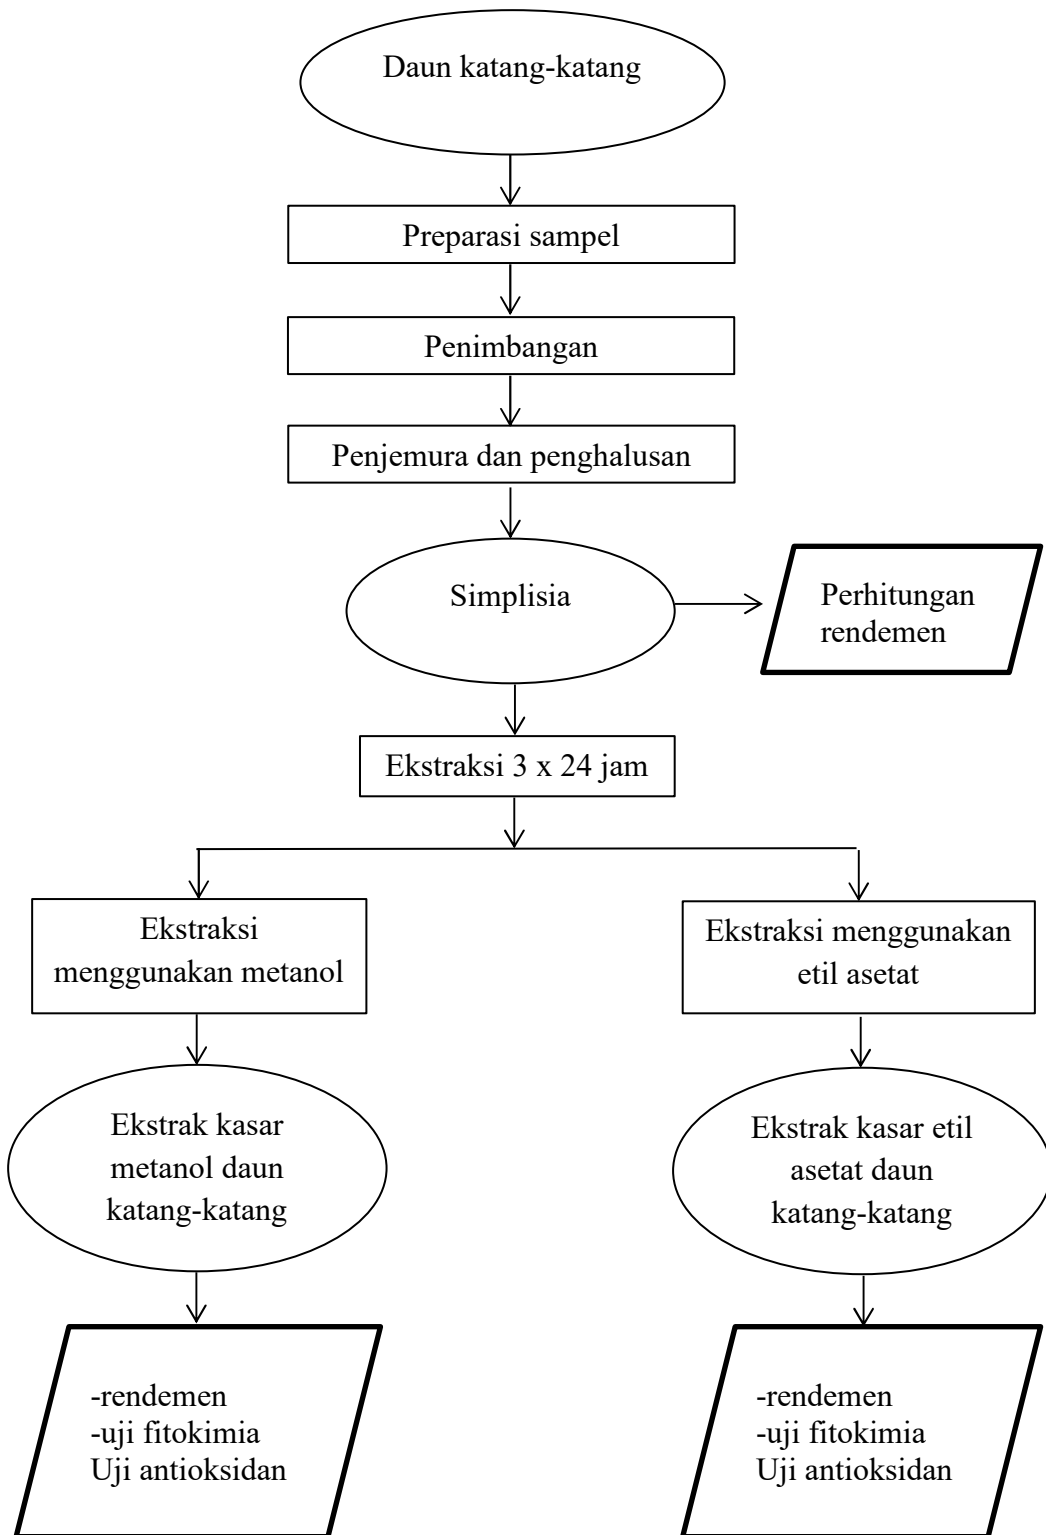 Daun katang-katang
Preparasi sampel
Penimbangan
Penjemura dan penghalusan
Simplisia
Perhitungan
rendemen
Ekstraksi 3 x 24 jam
Ekstraksi
menggunakan metanol
Ekstraksi menggunakan
etil asetat
Ekstrak kasar
metanol daun
katang-katang
Ekstrak kasar etil
asetat daun
katang-katang
-rendemen
-uji fitokimia
Uji antioksidan
-rendemen
-uji fitokimia
Uji antioksidan